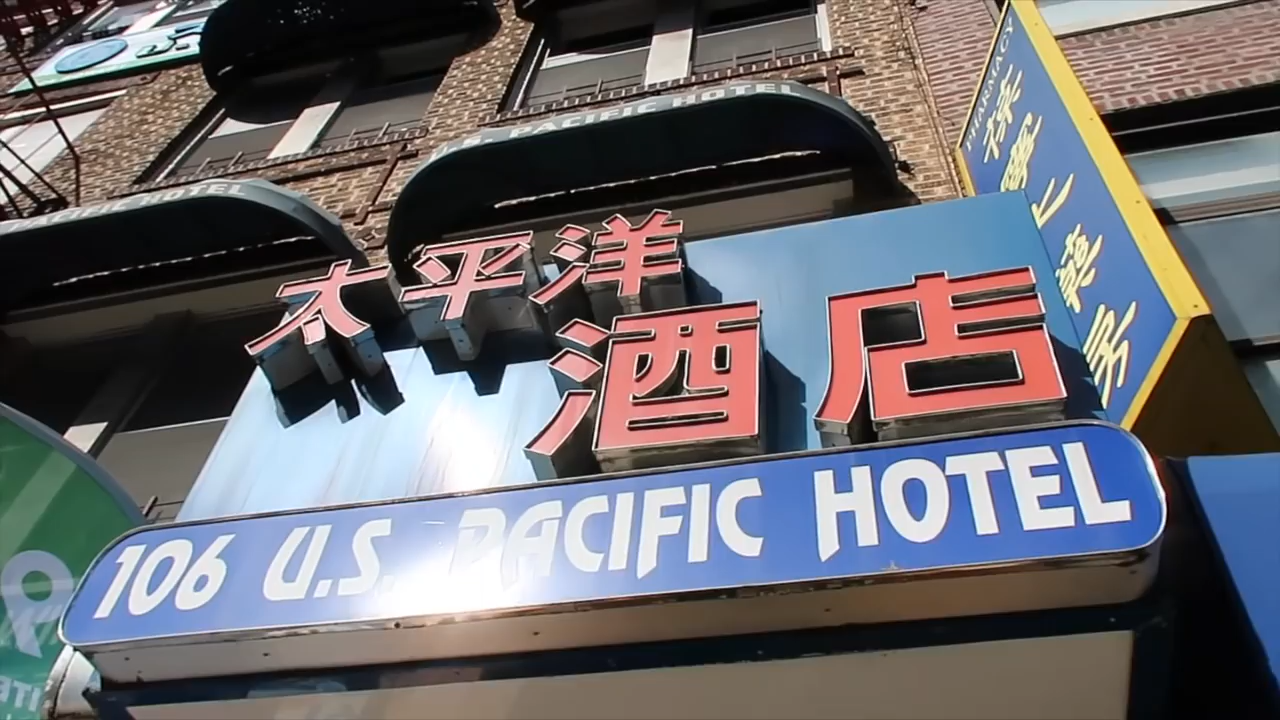 U.S. PACIFIC HOTEL
PACIFIC HOTEL
PHARMACY
太平洋
酒店
106 U.S. PACIFIC HOTEL